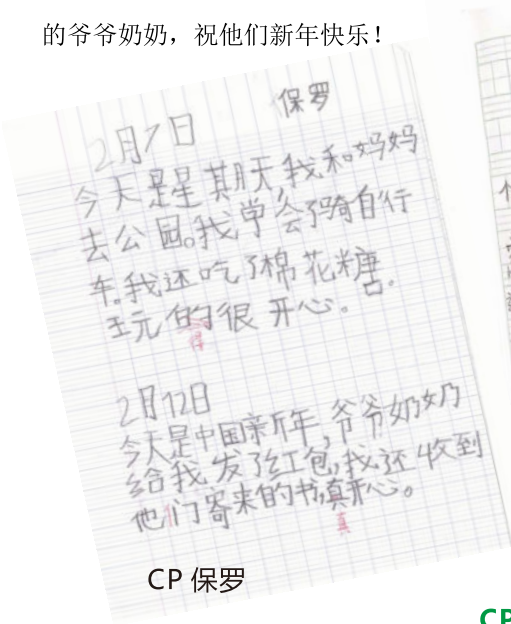 的爷爷奶奶，祝他们新年快乐！
保罗
2月7日
今天是星期天,我和妈妈
去公园。我学会了骑自行
车。我还吃了棉花糖.
玩的很开心。
得
2月12日
今天是中国新年,爷爷奶奶
给我发了红包,我还收到
他们寄来的书,真开心。
真
CP 保罗
CP